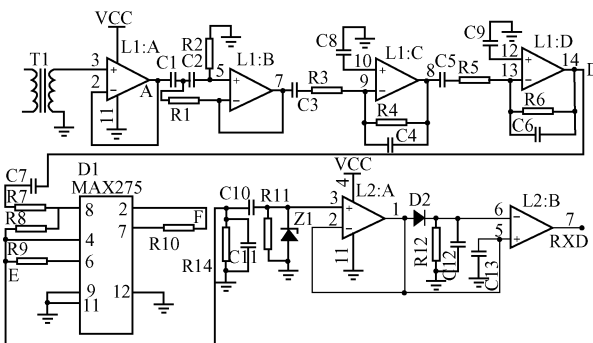 VCC
T1
3
2
11
L1:A
A
C1
C2
R1
R2
5
L1:B
7
C3
R3
C8
10
9
L1:C
8
R4
C4
C5
R5
C9
12
13
L1:D
14
R6
C6
D
C7
R7
R8
R9
E
D1
MAX275
8
4
6
9
11
2
7
12
F
R10
C10
R11
R14
C11
Z1
VCC
4
3
2
11
L2:A
1
D2
R12
C12
C13
6
5
L2:B
7
RXD